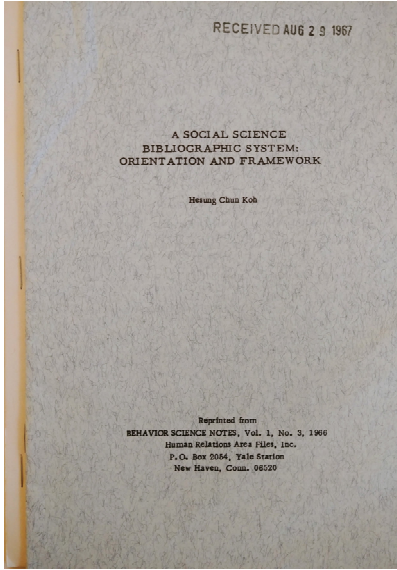 RECEIVED AUG 29 1967
A SOCIAL SCIENCE
BIBLIOGRAPHIC SYSTEM:
ORIENTATION AND FRAMEWORK
Hesung Chun Koh
Reprinted from
BEHAVIOR SCIENCE NOTES, Vol. 1, No. 3, 1966
Human Relations Area Files, Inc.
P.O. Box 2054, Yale Station
New Haven, Conn. 06520